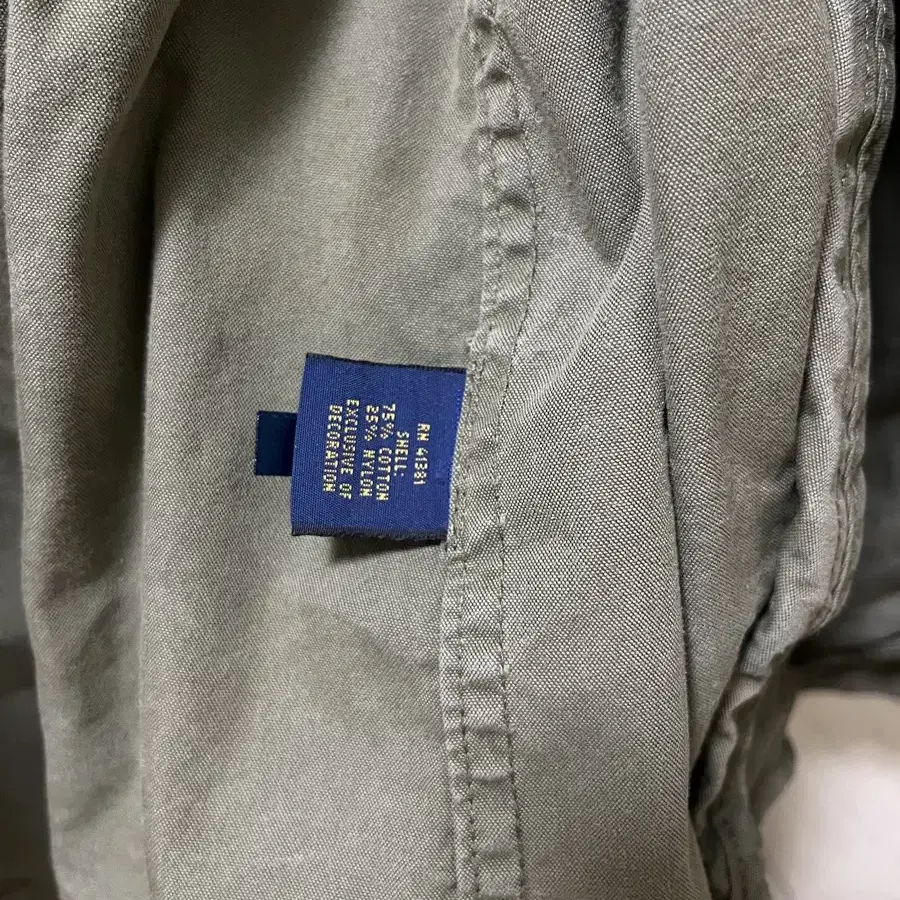 RN 41381
SHELL:
75% COTTON
25% NYLON
EXCLUSIVE OF
DECORATION